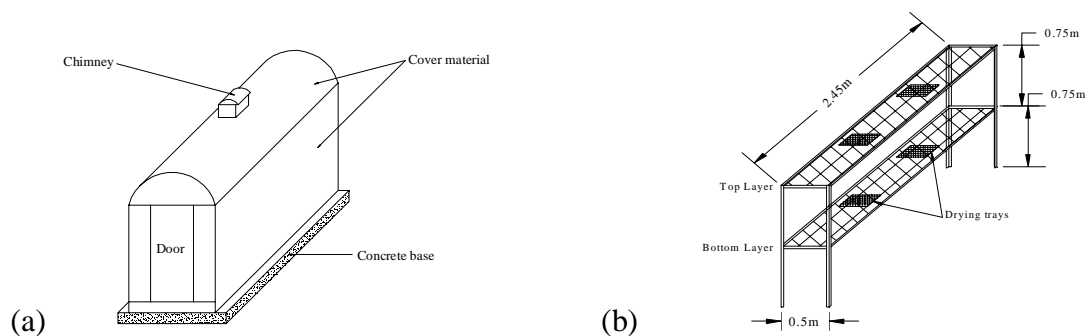 Chimney
Cover material
Door
Concrete base
(a)
0.75m
0.75m
2.45m
Top Layer
Drying trays
Bottom Layer
0.5m
(b)